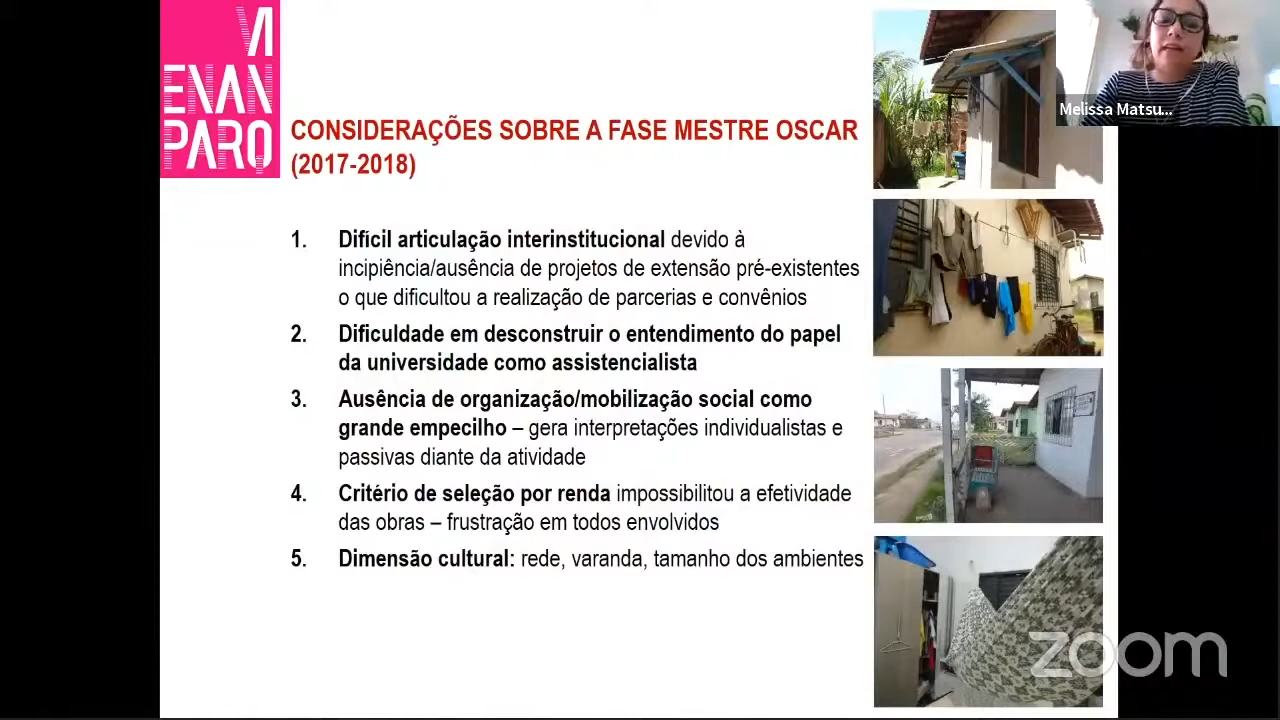 VI
ENAN
PARQ
CONSIDERAÇÕES SOBRE A FASE MESTRE OSCAR
(2017-2018)
1. Difícil articulação interinstitucional devido à
incipiência/ausência de projetos de extensão pré-existentes
o que dificultou a realização de parcerias e convênios
2. Dificuldade em desconstruir o entendimento do papel
da universidade como assistencialista
3. Ausência de organização/mobilização social como
grande empecilho – gera interpretações individualistas e
passivas diante da atividade
4. Critério de seleção por renda impossibilitou a efetividade
das obras – frustração em todos envolvidos
5. Dimensão cultural: rede, varanda, tamanho dos ambientes
Melissa Matsu...
zoom